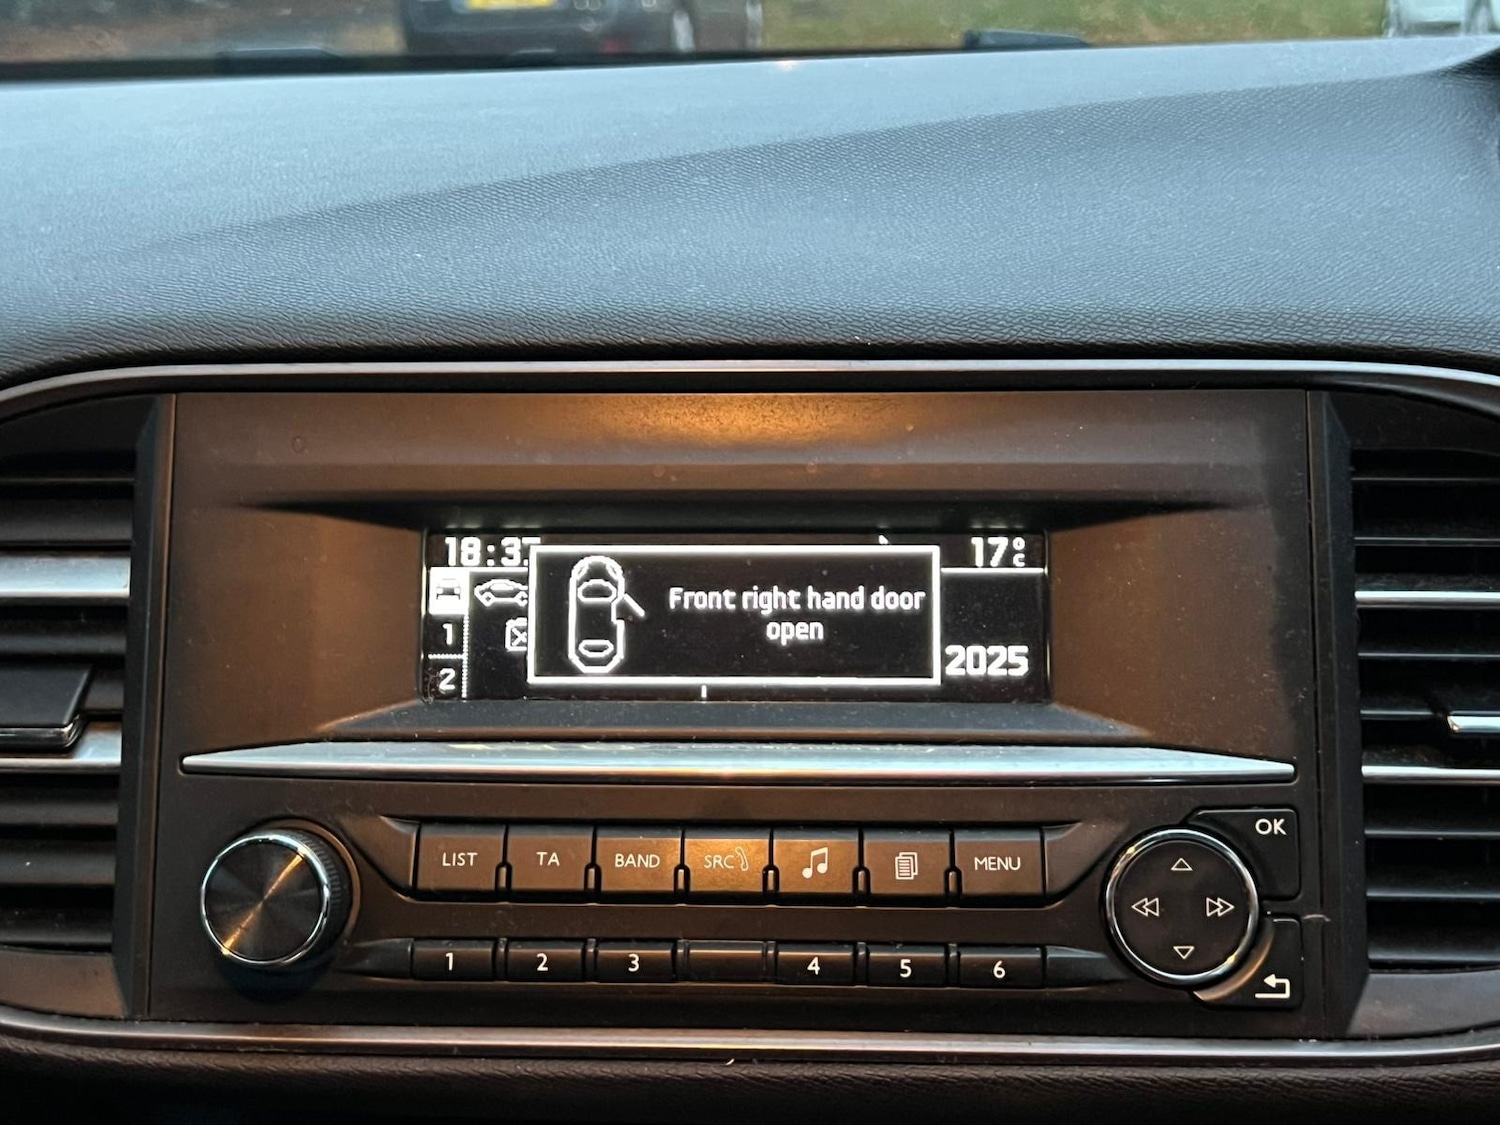 18:37
17°C
Front right hand door
open
1
2
2025
LIST TA BAND SRC MENU
OK
1 2 3 4 5 6